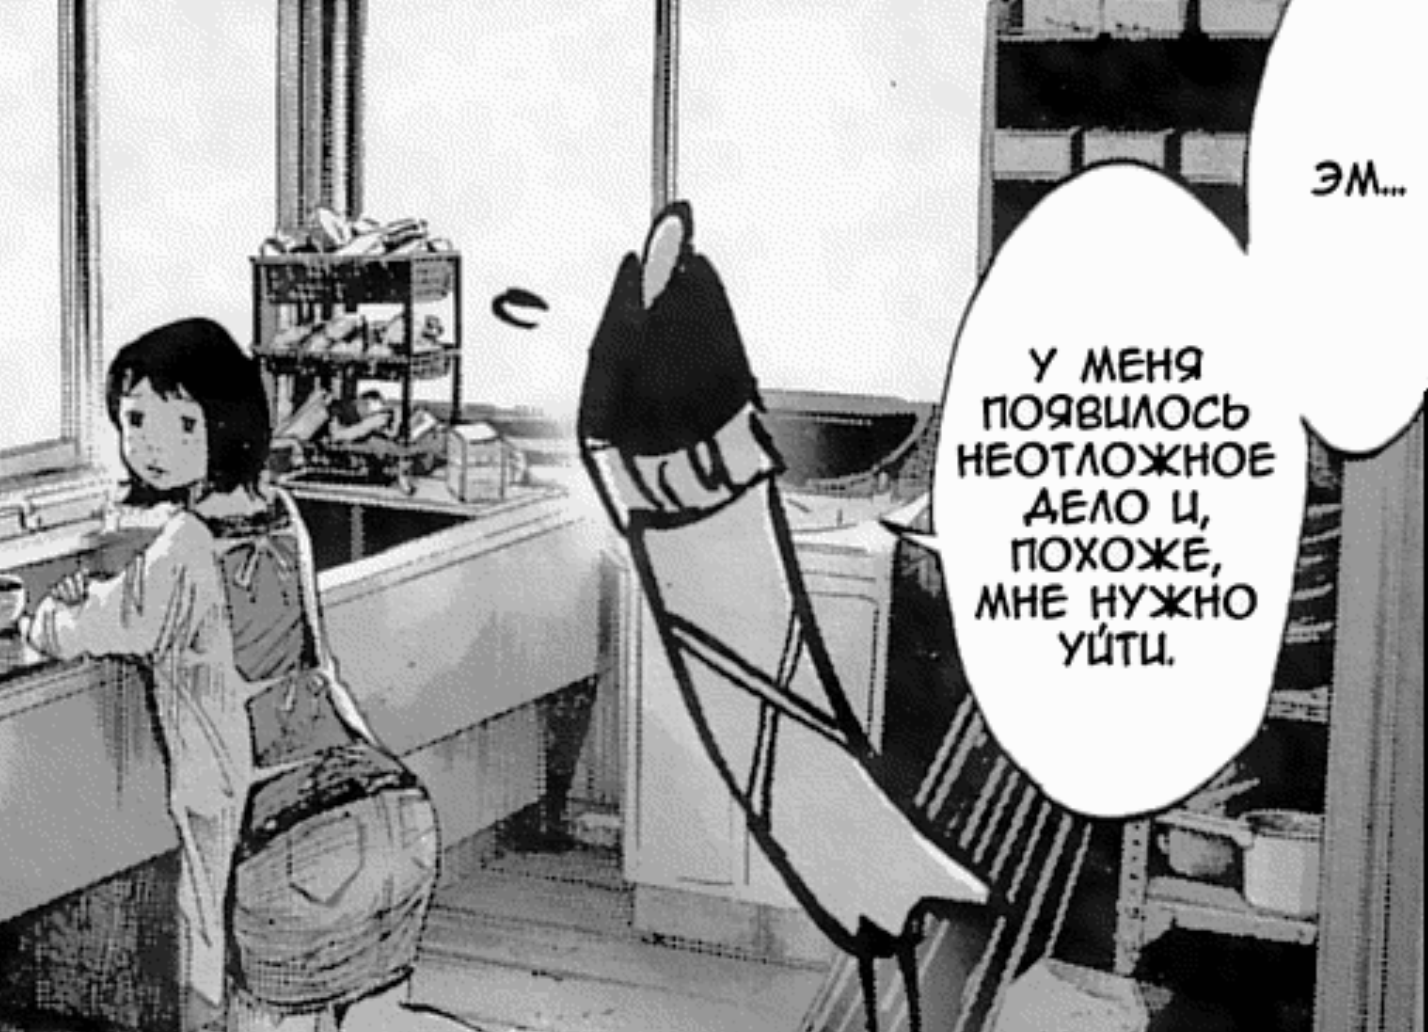 ЭМ...
У МЕНЯ
ПОЯВИЛОСЬ
НЕОТЛОЖНОЕ
ДЕЛО И,
ПОХОЖЕ,
МНЕ НУЖНО
УЙТИ.